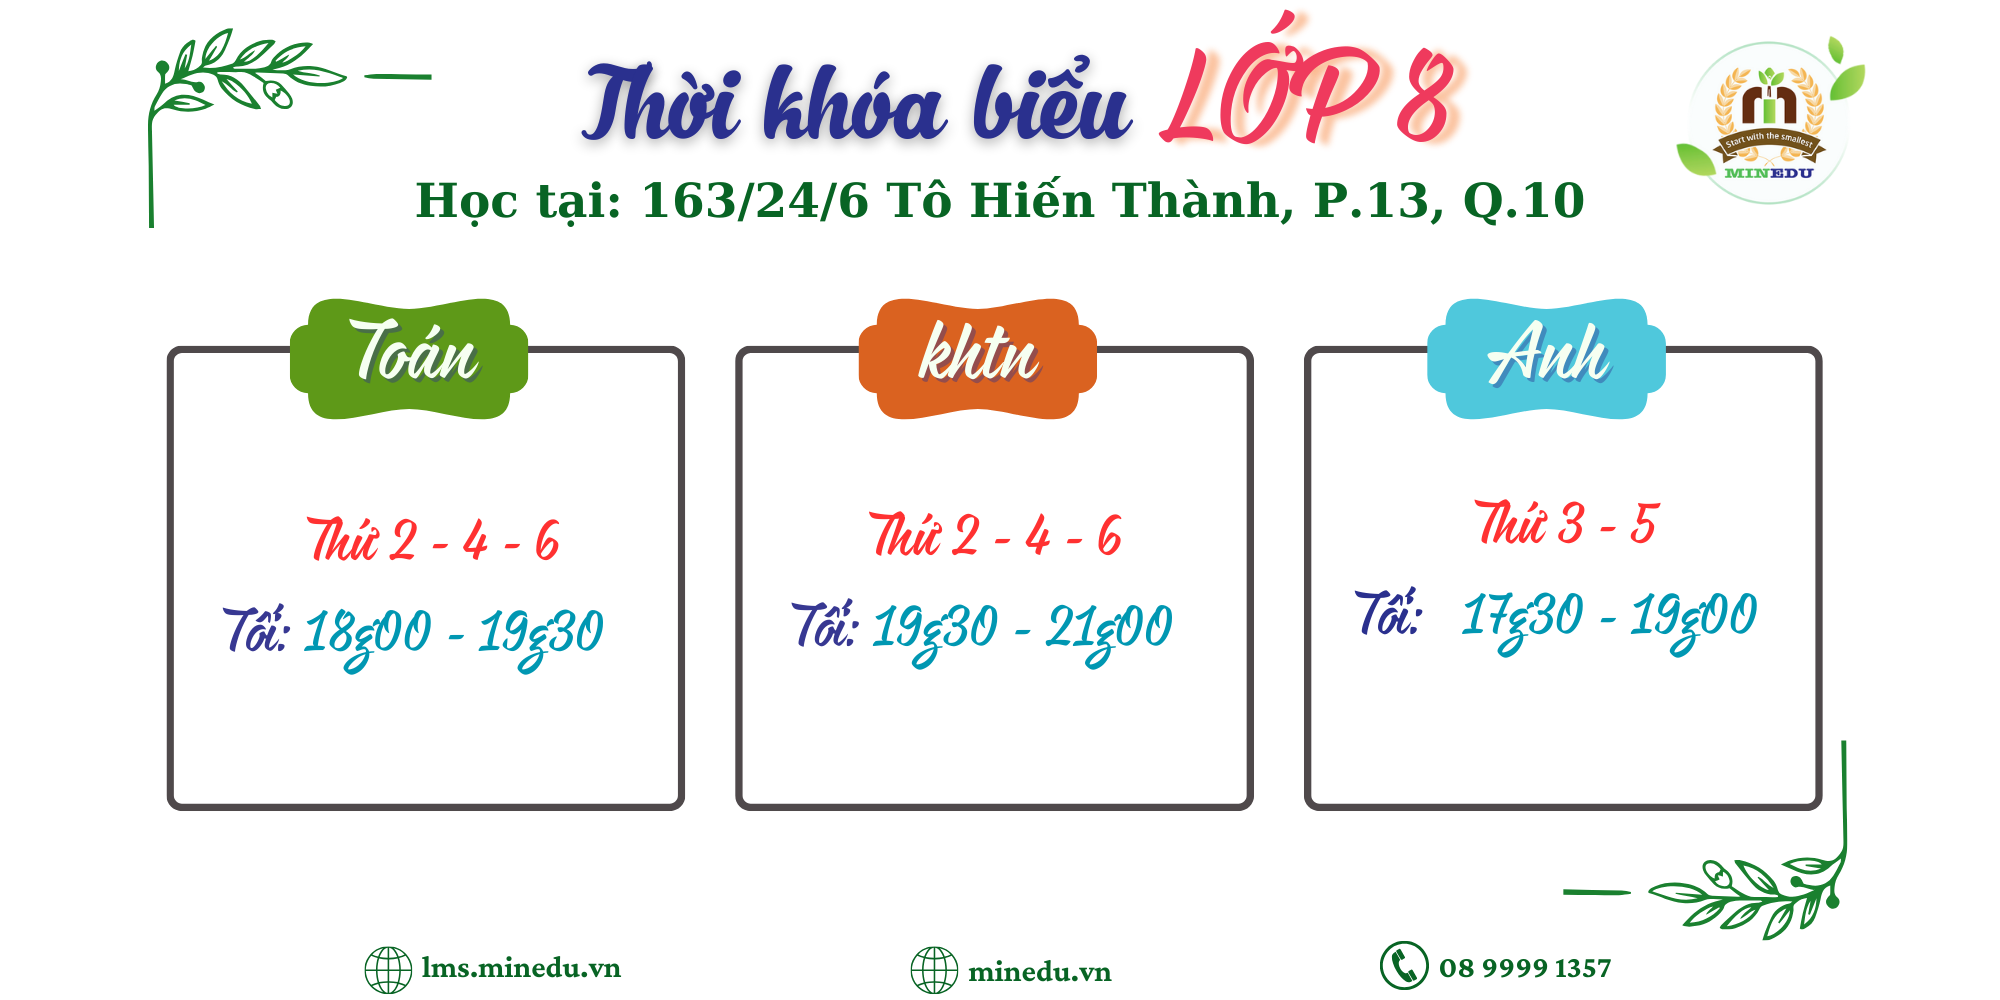 Thời khóa biểu LỚP 8
Start with the smallest
MINEDU
Học tại: 163/24/6 Tô Hiến Thành, P.13, Q.10
Toán
Thứ 2 - 4 - 6
Tối: 18g00 - 19g30
khtn
Thứ 2 - 4 - 6
Tối: 19g30 - 21g00
Anh
Thứ 3 - 5
Tối: 17g30 - 19g00
lms.minedu.vn
minedu.vn
08 9999 1357